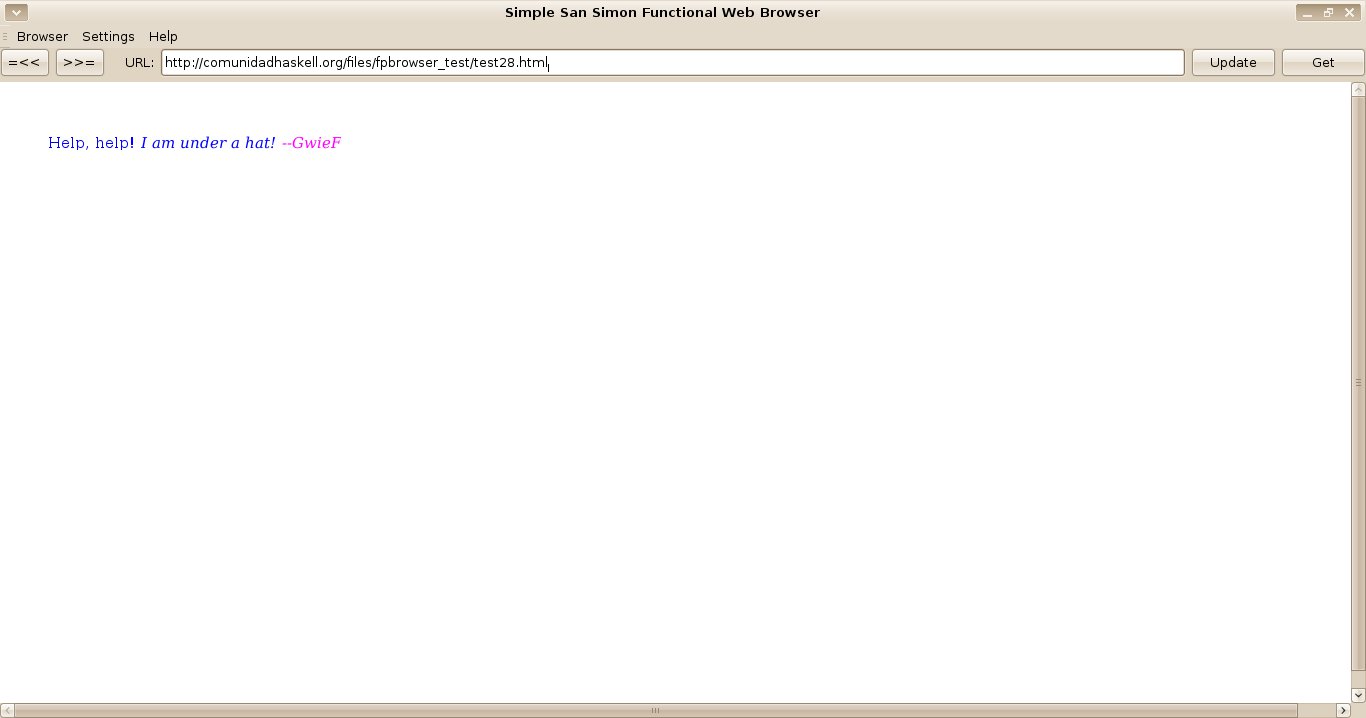 Simple San Simon Functional Web Browser
Browser Settings Help
=<< >>= URL: http://comunidadhaskell.org/files/fpbrowser_test/test28.html Update Get
Help, help! I am under a hat! --GwieF